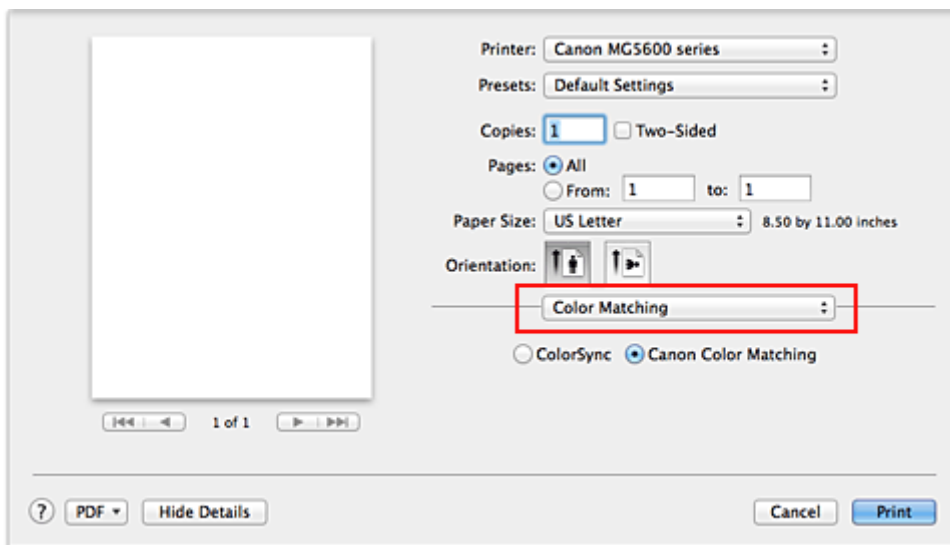 Printer: Canon MG5600 series
Presets: Default Settings
Copies: 1 Two-Sided
Pages: All
From: 1 to: 1
Paper Size: US Letter 8.50 by 11.00 inches
Orientation:
Color Matching
ColorSync Canon Color Matching
1 of 1
? PDF Hide Details Cancel Print